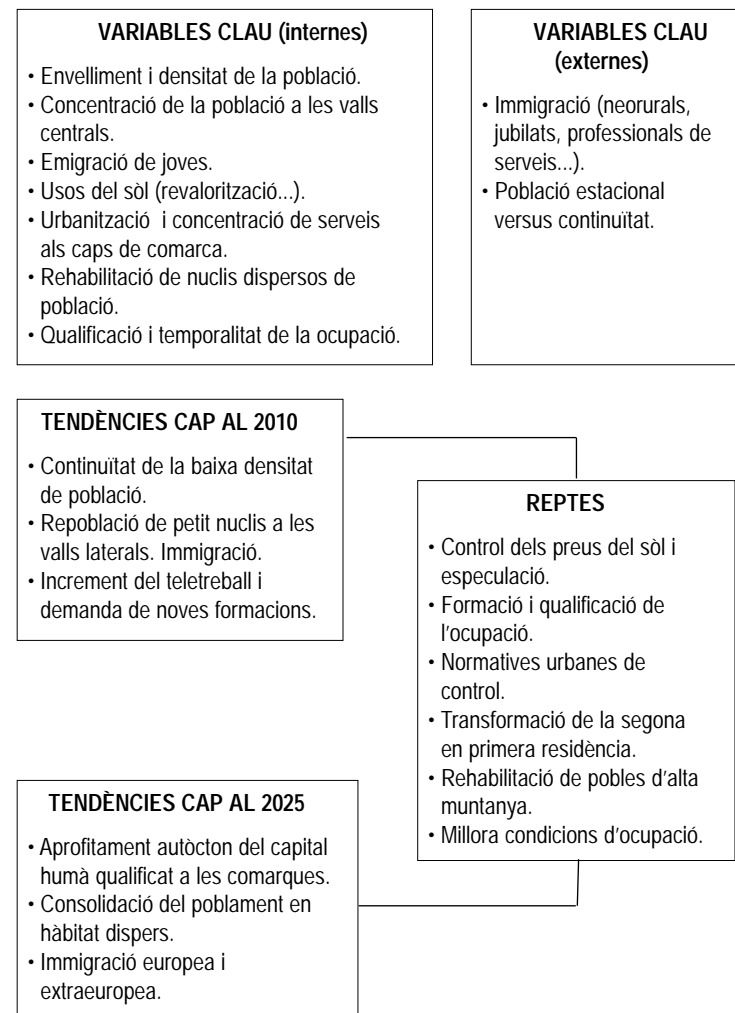 VARIABLES CLAU (internes)
• Envelliment i densitat de la població.
• Concentració de la població a les valls
centrals.
• Emigració de joves.
• Usos del sòl (revalorització...).
• Urbanització i concentració de serveis
als caps de comarca.
• Rehabilitació de nuclis dispersos de
població.
• Qualificació i temporalitat de la ocupació.
VARIABLES CLAU
(externes)
• Immigració (neorurals,
jubilats, professionals de
serveis...).
• Població estacional
versus continuïtat.
TENDÈNCIES CAP AL 2010
• Continuïtat de la baixa densitat
de població.
• Repoblació de petit nuclis a les
valls laterals. Immigració.
• Increment del teletreball i
demanda de noves formacions.
REPTES
• Control dels preus del sòl i
especulació.
• Formació i qualificació de
l'ocupació.
• Normatives urbanes de
control.
• Transformació de la segona
en primera residència.
• Rehabilitació de pobles d'alta
muntanya.
• Millora condicions d'ocupació.
TENDÈNCIES CAP AL 2025
• Aprofitament autòcton del capital
humà qualificat a les comarques.
• Consolidació del poblament en
hàbitat dispers.
• Immigració europea i
extraeuropea.